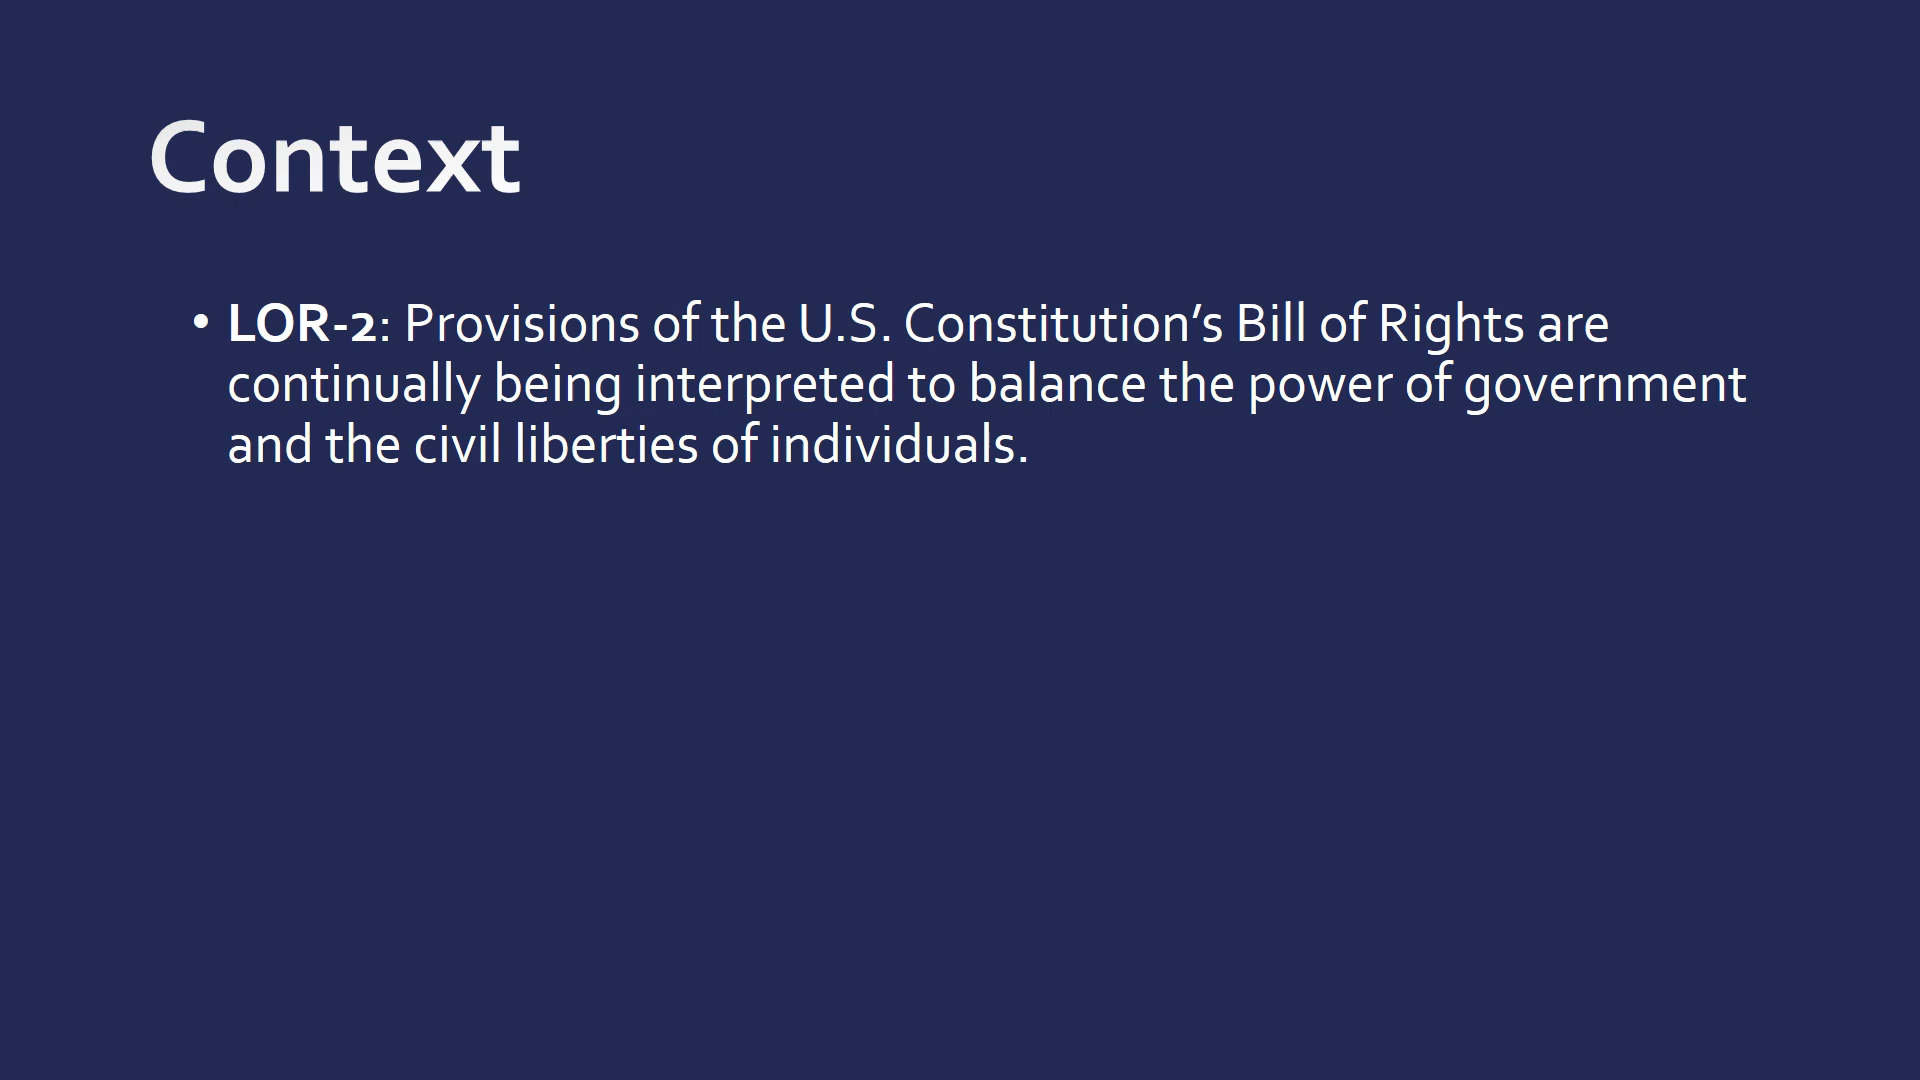 Context
• LOR-2: Provisions of the U.S. Constitution’s Bill of Rights are
continually being interpreted to balance the power of government
and the civil liberties of individuals.